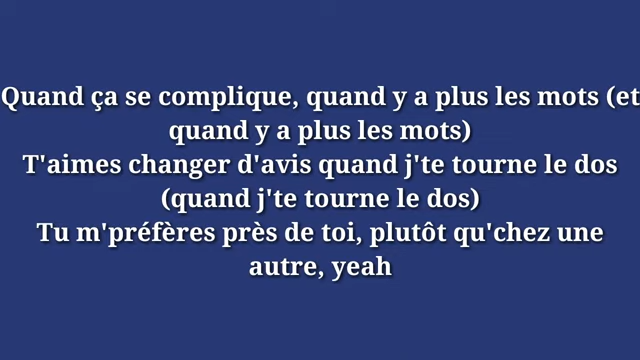 Quand ça se complique, quand y a plus les mots (et
quand y a plus les mots)
T'aimes changer d'avis quand j'te tourne le dos
(quand j'te tourne le dos)
Tu m'préfères près de toi, plutôt qu'chez une
autre, yeah